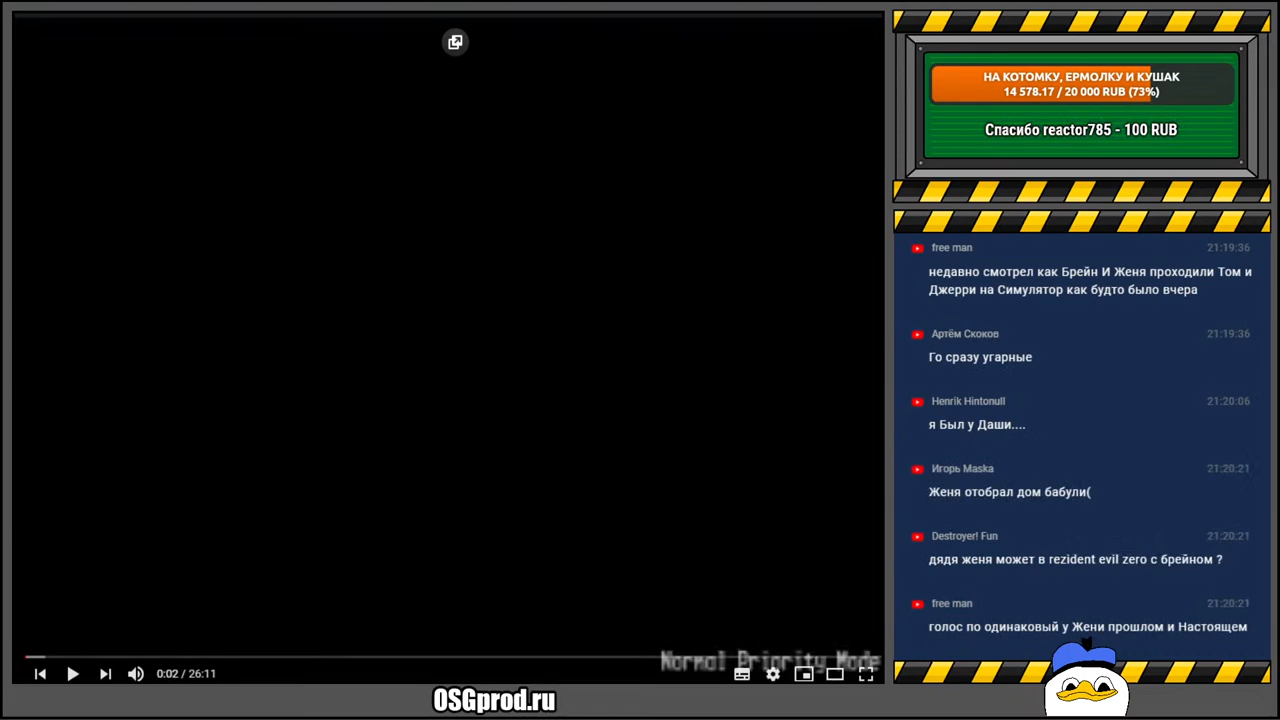 НА КОТОМКУ, ЕРМОЛКУ И КУШАК
14 578.17 / 20 000 RUB (73%)
Спасибо reactor785 - 100 RUB
free man 21:19:36
недавно смотрел как Брейн И Женя проходили Том и
Джерри на Симулятор как будто было вчера
Артём Скоков 21:19:36
Го сразу угарные
Henrik Hintonull 21:20:06
я Был у Даши....
Игорь Maska 21:20:21
Женя отобрал дом бабули(
Destroyer! Fun 21:20:21
дядя женя может в rezident evil zero с брейном ?
free man 21:20:21
голос по одинаковый у Жени прошлом и Настоящем
Normal Priority Mode
0:02 / 26:11
OSGprod.ru